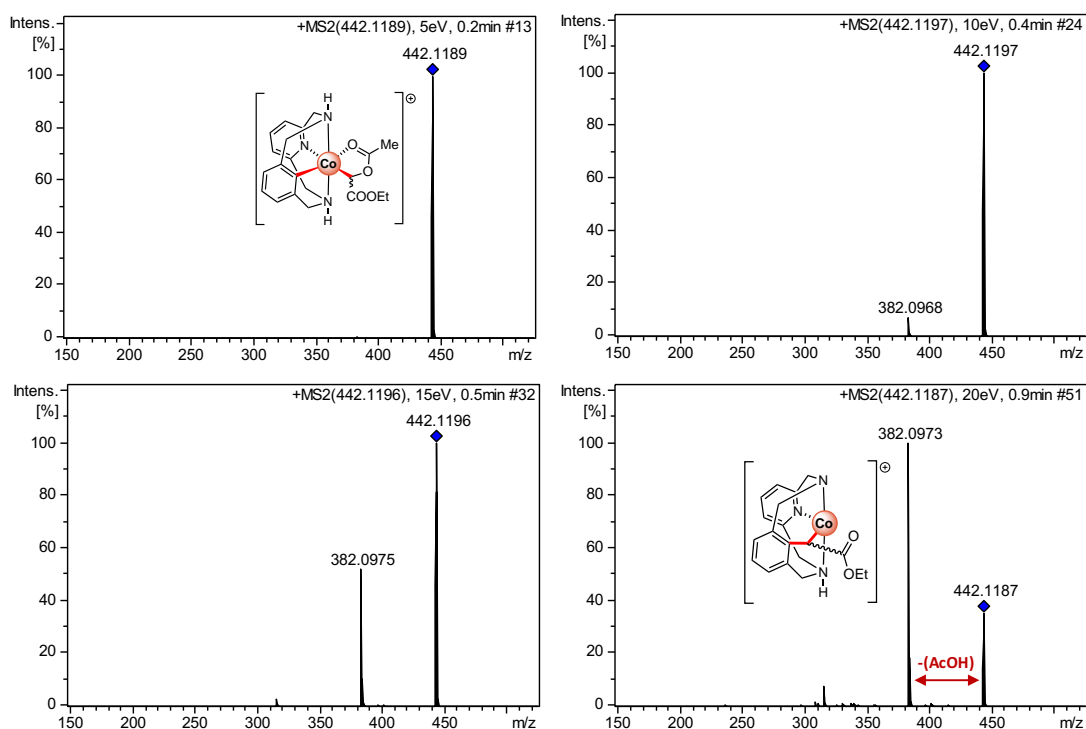 Intens.
[%]
+MS2(442.1189), 5eV, 0.2min #13
442.1189
100
80
60
40
20
0
H
N
N
O
Me
Co
O
COOEt
N
H
⊕
150 200 250 300 350 400 450 m/z
Intens.
[%]
+MS2(442.1197), 10eV, 0.4min #24
442.1197
100
80
60
40
20
0
382.0968
150 200 250 300 350 400 450 m/z
Intens.
[%]
+MS2(442.1196), 15eV, 0.5min #32
442.1196
100
80
60
40
20
0
382.0975
150 200 250 300 350 400 450 m/z
Intens.
[%]
+MS2(442.1187), 20eV, 0.9min #51
382.0973
100
80
60
40
20
0
N
N
Co
O
OEt
N
H
⊕
442.1187
-(AcOH)
150 200 250 300 350 400 450 m/z